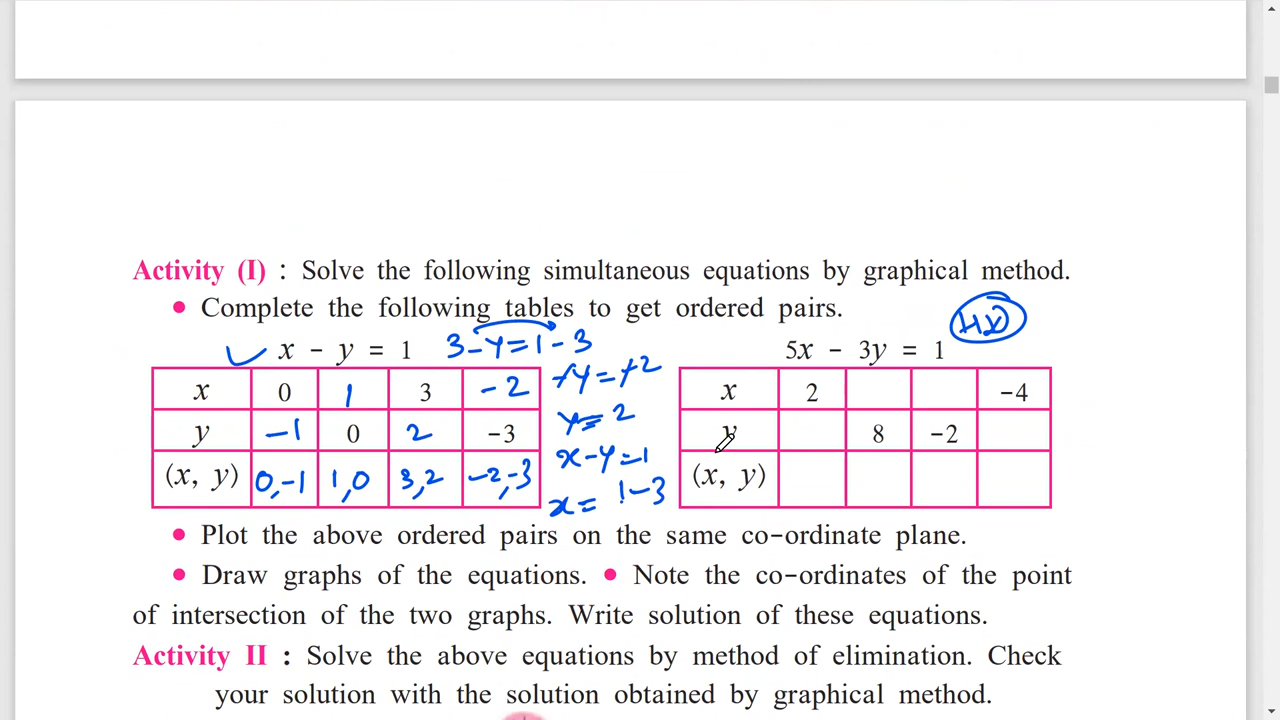 Activity (I) : Solve the following simultaneous equations by graphical method.
• Complete the following tables to get ordered pairs.
x - y = 1
3-y=1-3
5x - 3y = 1
x 0 1 3 -2
y -1 0 2 -3
(x, y) 0,-1 1,0 3,2 -2,-3
+y=+2
y=2
x-y=1
x= 1-3
x 2 -4
y 8 -2
(x, y)
• Plot the above ordered pairs on the same co-ordinate plane.
• Draw graphs of the equations. • Note the co-ordinates of the point
of intersection of the two graphs. Write solution of these equations.
Activity II : Solve the above equations by method of elimination. Check
your solution with the solution obtained by graphical method.